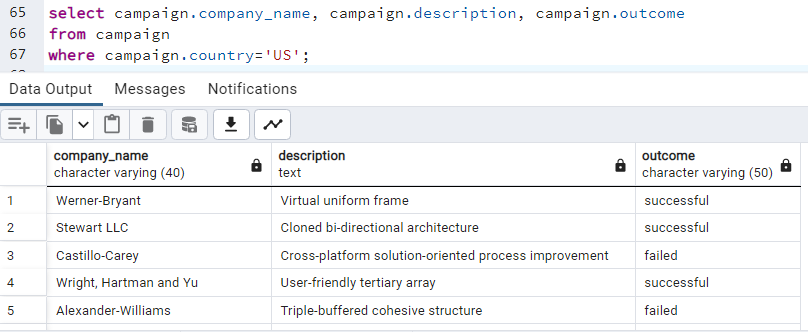 65 select campaign.company_name, campaign.description, campaign.outcome
66 from campaign
67 where campaign.country='US';
Data Output Messages Notifications
company_name description outcome
character varying (40) text character varying (50)
1 Werner-Bryant Virtual uniform frame successful
2 Stewart LLC Cloned bi-directional architecture successful
3 Castillo-Carey Cross-platform solution-oriented process improvement failed
4 Wright, Hartman and Yu User-friendly tertiary array successful
5 Alexander-Williams Triple-buffered cohesive structure failed